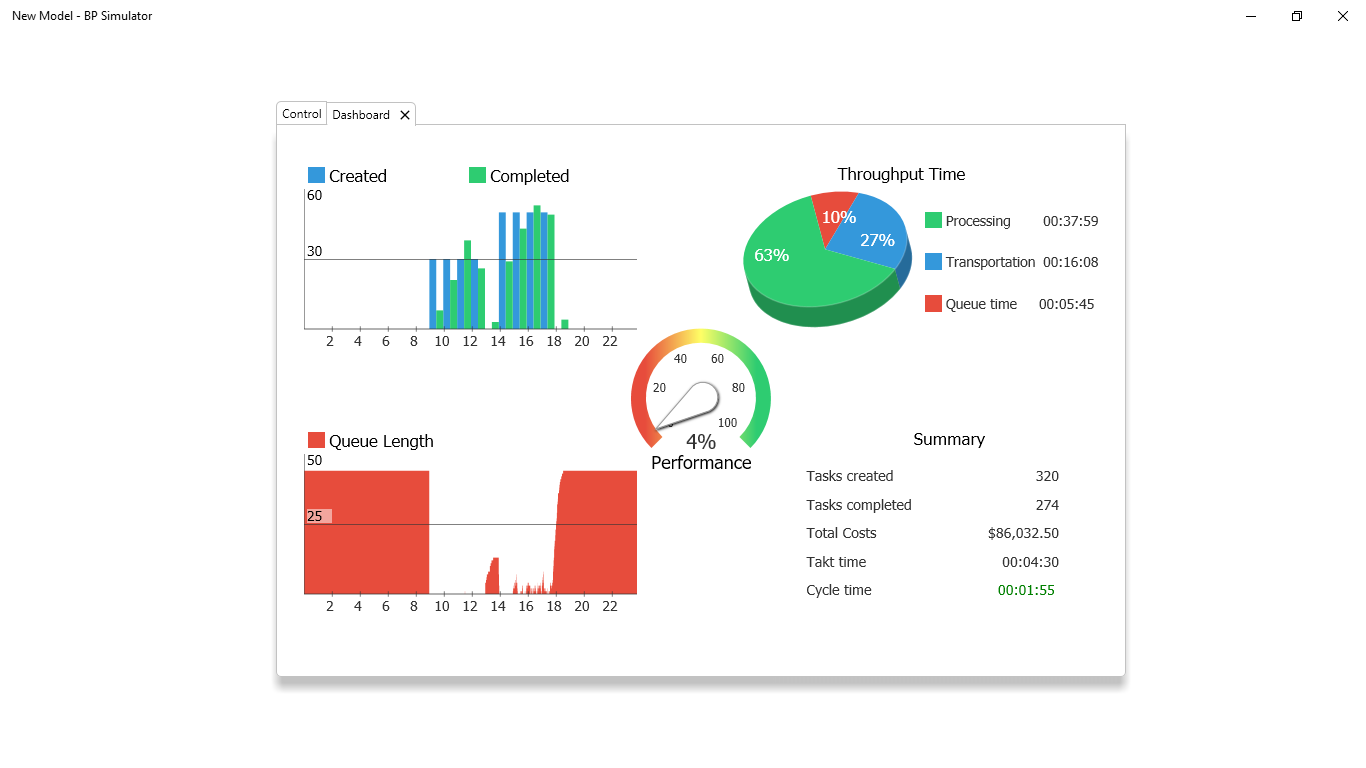 New Model - BP Simulator
Control
Dashboard
Created
Completed
60
30
2 4 6 8 10 12 14 16 18 20 22
Throughput Time
10%
27%
63%
Processing 00:37:59
Transportation 00:16:08
Queue time 00:05:45
20
40
60
80
100
4%
Performance
Queue Length
50
25
2 4 6 8 10 12 14 16 18 20 22
Summary
Tasks created 320
Tasks completed 274
Total Costs $86,032.50
Takt time 00:04:30
Cycle time 00:01:55